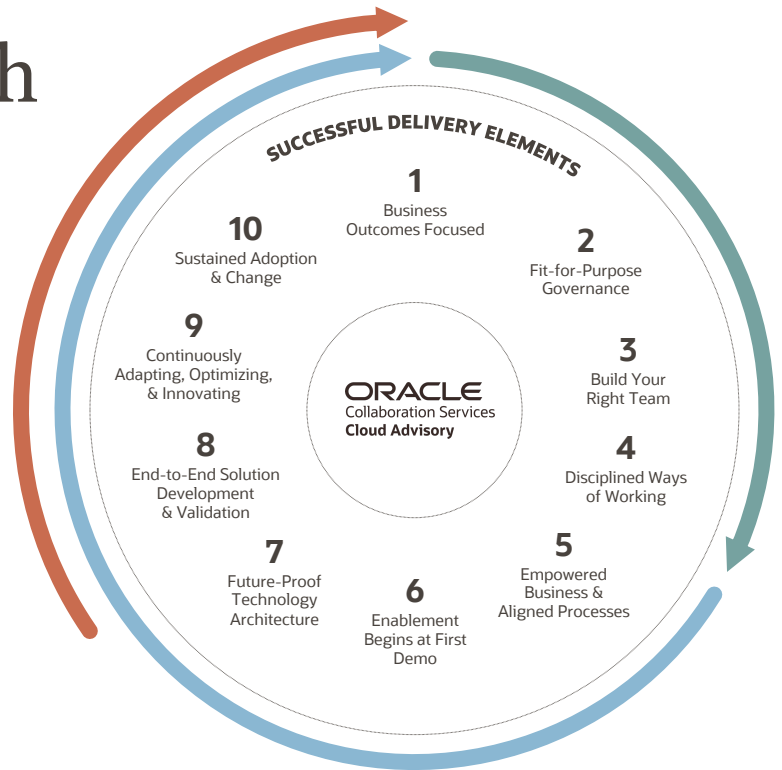 h
SUCCESSFUL DELIVERY ELEMENTS
1
Business
Outcomes Focused
2
Fit-for-Purpose
Governance
3
Build Your
Right Team
4
Disciplined Ways
of Working
5
Empowered
Business &
Aligned Processes
6
Enablement
Begins at First
Demo
7
Future-Proof
Technology
Architecture
8
End-to-End Solution
Development
& Validation
9
Continuously
Adapting, Optimizing,
& Innovating
10
Sustained Adoption
& Change
ORACLE
Collaboration Services
Cloud Advisory